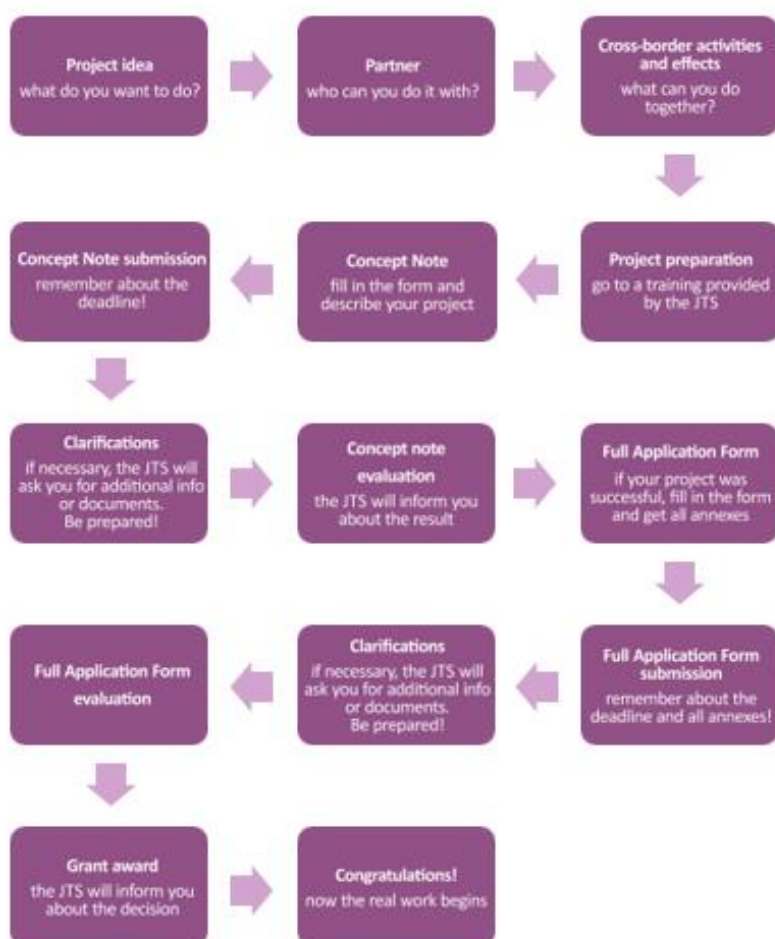 Project idea
what do you want to do?
Partner
who can you do it with?
Cross-border activities
and effects
what can you do
together?
Project preparation
go to a training provided
by the JTS
Concept Note
fill in the form and
describe your project
Concept Note submission
remember about the
deadline!
Clarifications
if necessary, the JTS will
ask you for additional info
or documents.
Be prepared!
Concept note
evaluation
the JTS will inform you
about the result
Full Application Form
if your project was
successful, fill in the form
and get all annexes
Full Application Form
submission
remember about the
deadline and all annexes!
Clarifications
if necessary, the JTS will
ask you for additional info
or documents.
Be prepared!
Full Application Form
evaluation
Grant award
the JTS will inform you
about the decision
Congratulations!
now the real work begins